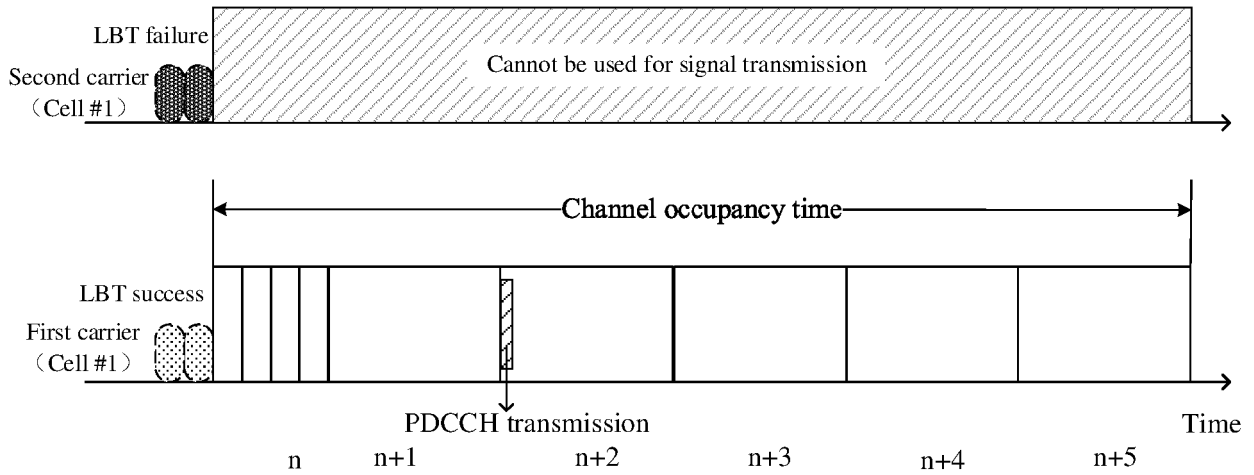 LBT failure
Cannot be used for signal transmission
Second carrier
（Cell #1）
Channel occupancy time
LBT success
First carrier
（Cell #1）
PDCCH transmission
Time
n n+1 n+2 n+3 n+4 n+5